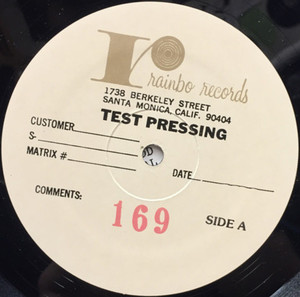 r
rainbo records
1738 BERKELEY STREET
SANTA MONICA, CALIF. 90404
TEST PRESSING
CUSTOMER
S-
MATRIX #
DATE
COMMENTS:
169
SIDE A